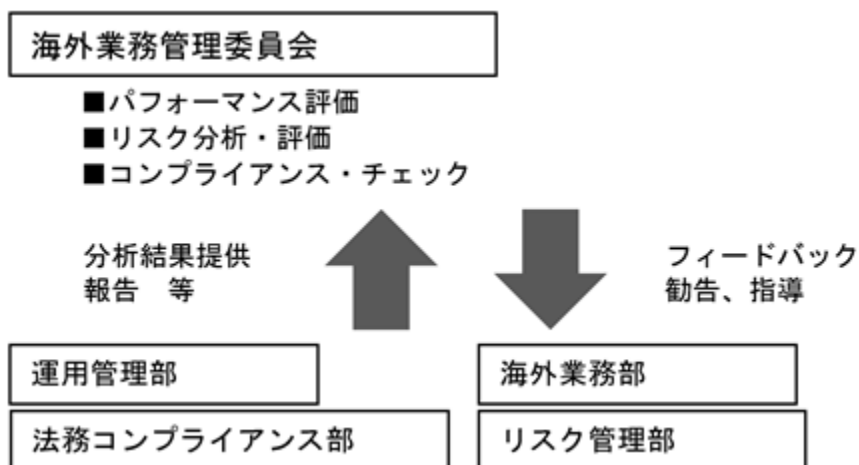 海外業務管理委員会
■パフォーマンス評価
■リスク分析・評価
■コンプライアンス・チェック
分析結果提供
報告　等
フィードバック
勧告、指導
運用管理部
海外業務部
法務コンプライアンス部
リスク管理部